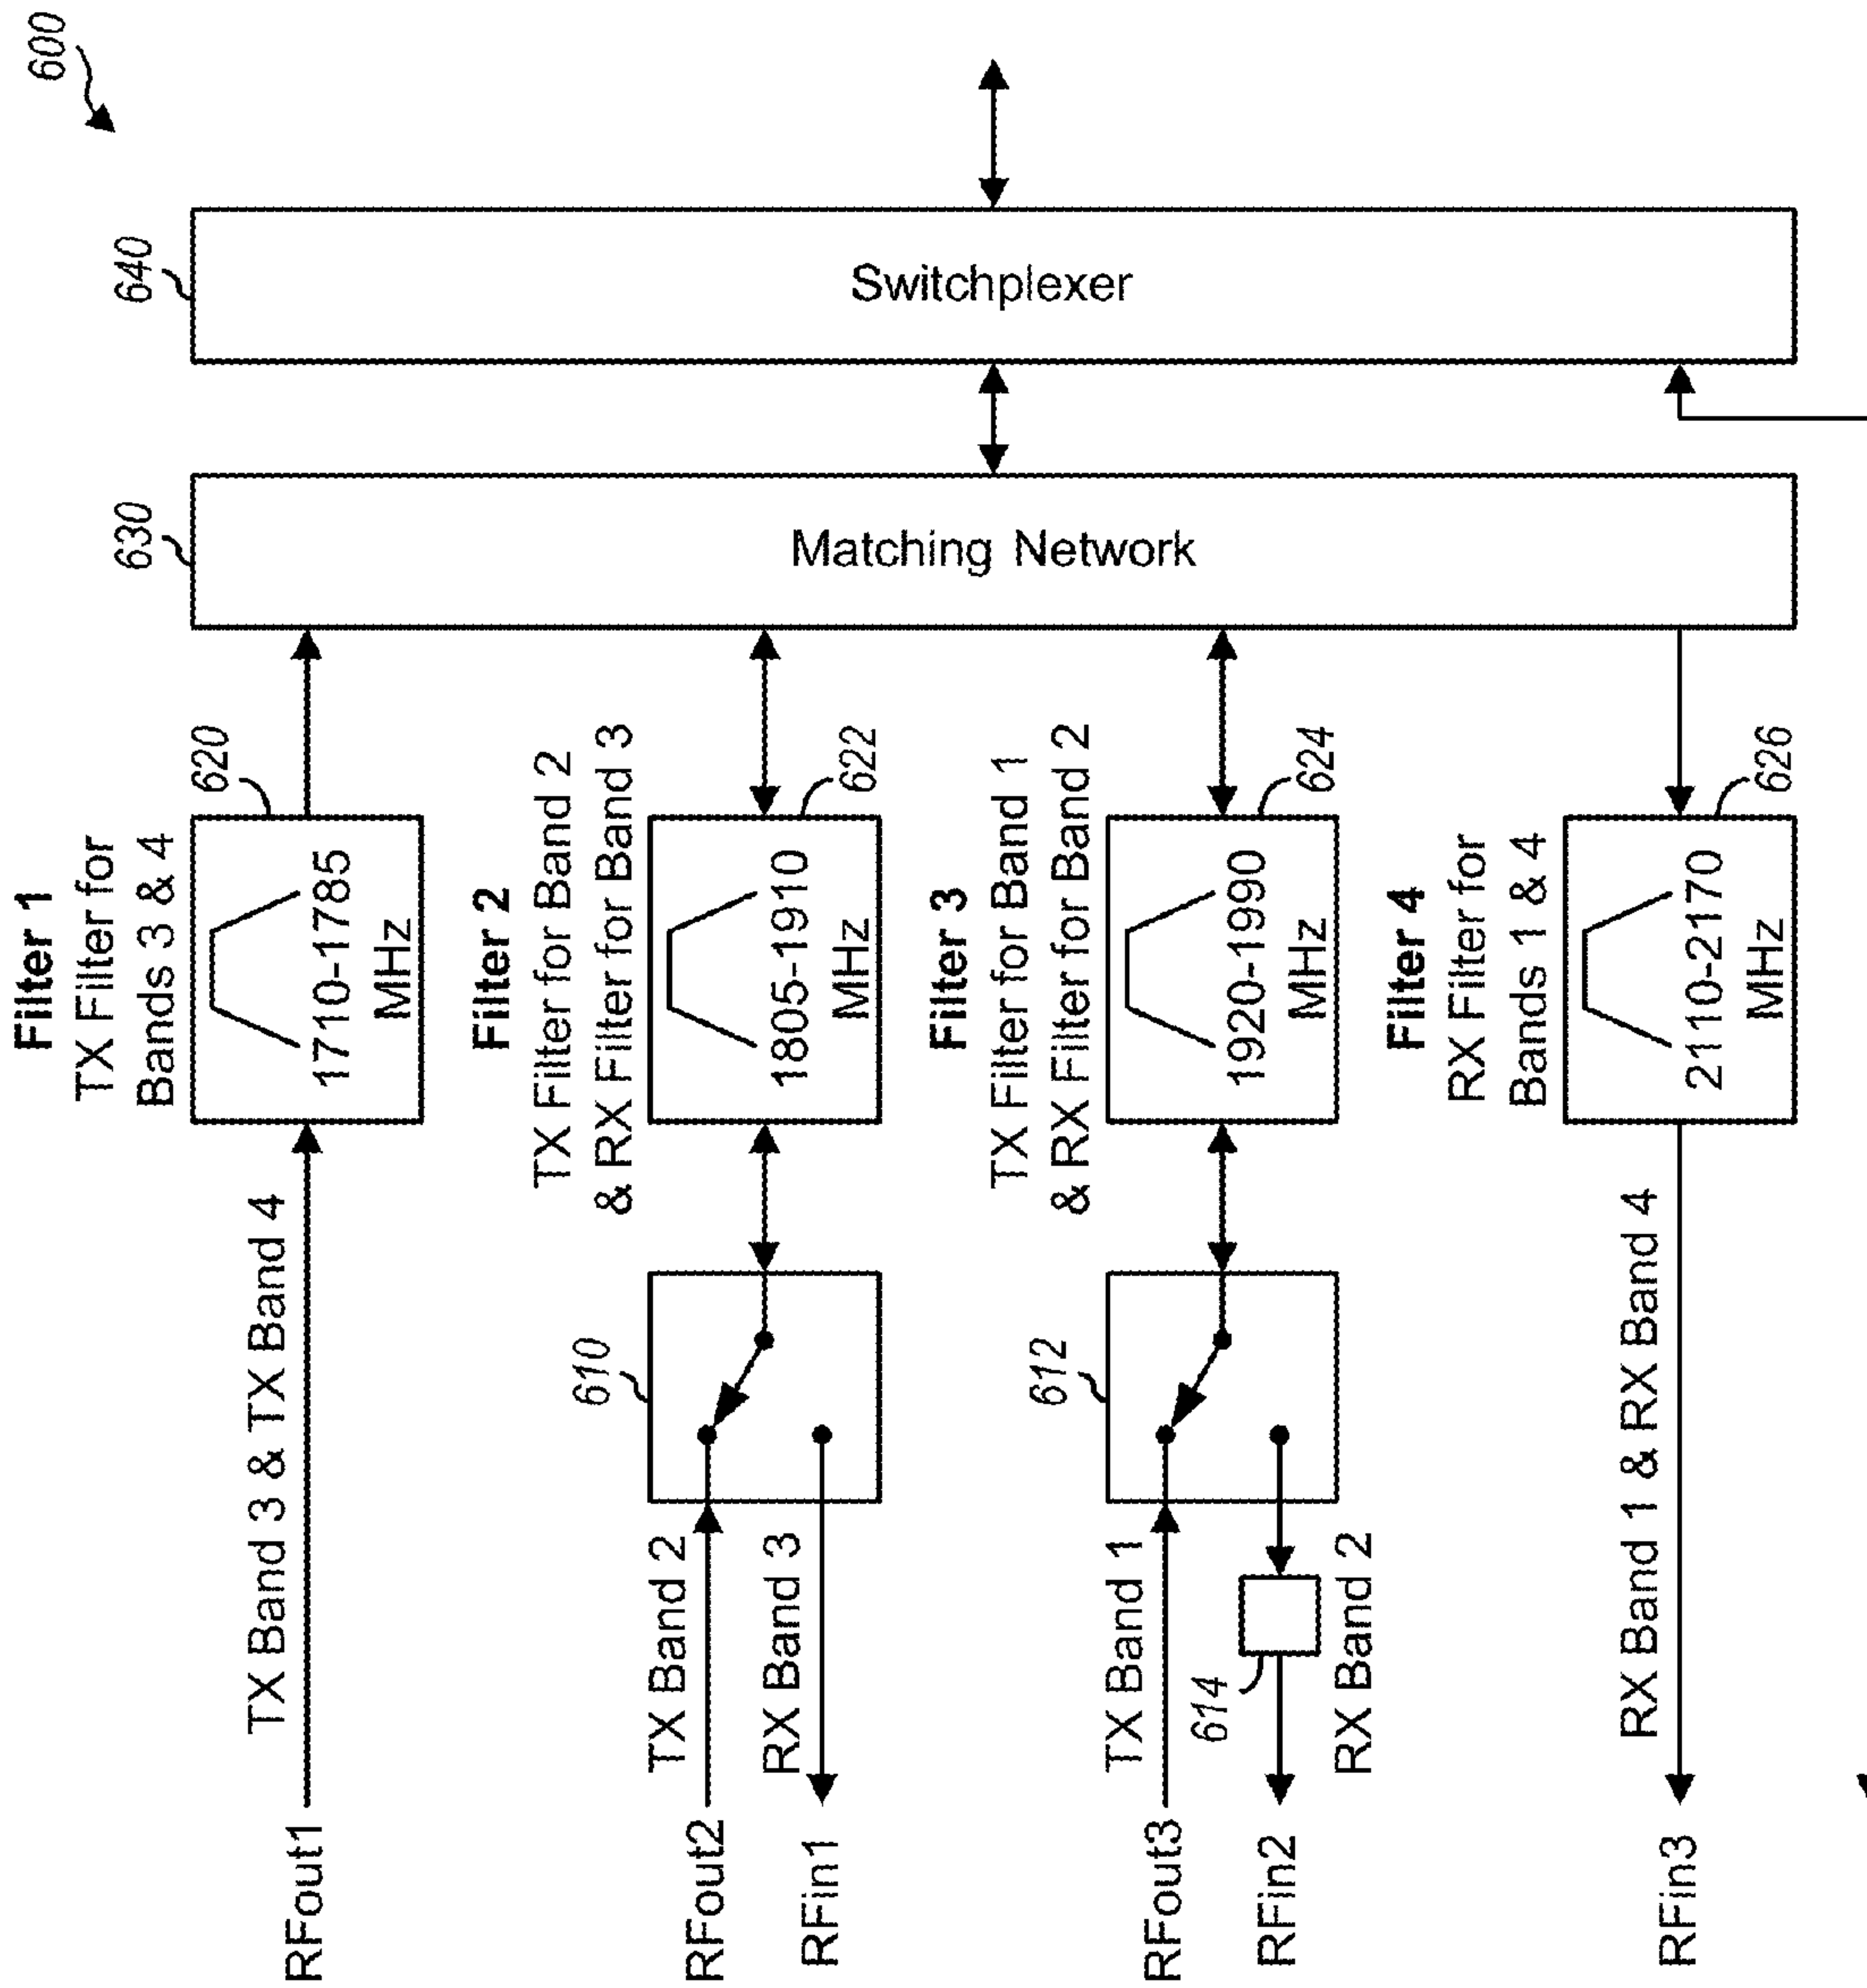 600
Filter 1
TX Filter for
Bands 3 & 4
620
1710-1785
MHz
TX Band 3 & TX Band 4
RFout1
Filter 2
TX Filter for Band 2
& RX Filter for Band 3
622
1805-1910
MHz
610
TX Band 2
RFout2
RX Band 3
RFin1
Filter 3
TX Filter for Band 1
& RX Filter for Band 2
624
1920-1990
MHz
612
TX Band 1
RFout3
614
RX Band 2
RFin2
Filter 4
RX Filter for
Bands 1 & 4
626
2110-2170
MHz
RX Band 1 & RX Band 4
RFin3
630
Matching Network
640
Switchplexer